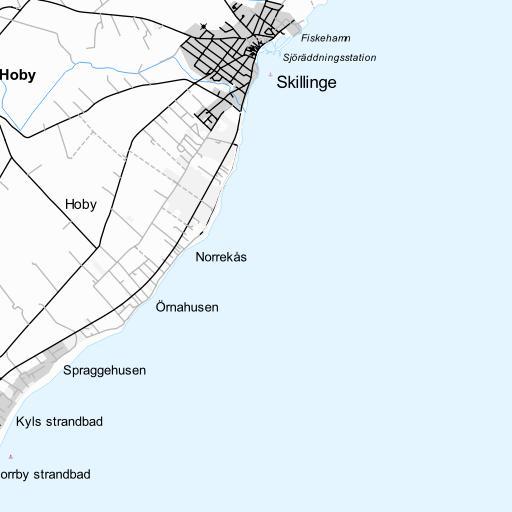 Fiskehamn
Sjöräddningsstation
Hoby
Skillinge
Hoby
Norrekås
Örnahusen
Spraggehusen
Kyls strandbad
orrby strandbad